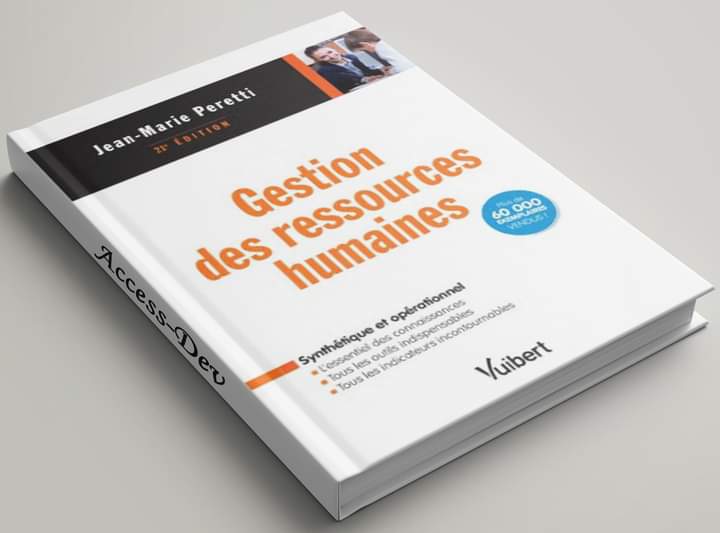 Jean-Marie Peretti
21e ÉDITION
Gestion
des ressources
humaines
Plus de
60 000
EXEMPLAIRES
VENDUS !
Synthétique et opérationnel
▪ L'essentiel des connaissances
▪ Tous les outils indispensables
▪ Tous les indicateurs incontournables
Vuibert
Access-Dev